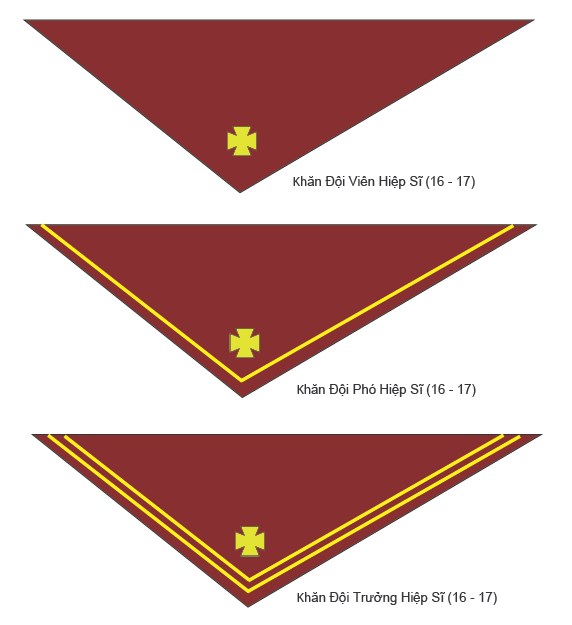 Khăn Đội Viên Hiệp Sĩ (16 - 17)
Khăn Đội Phó Hiệp Sĩ (16 - 17)
Khăn Đội Trưởng Hiệp Sĩ (16 - 17)